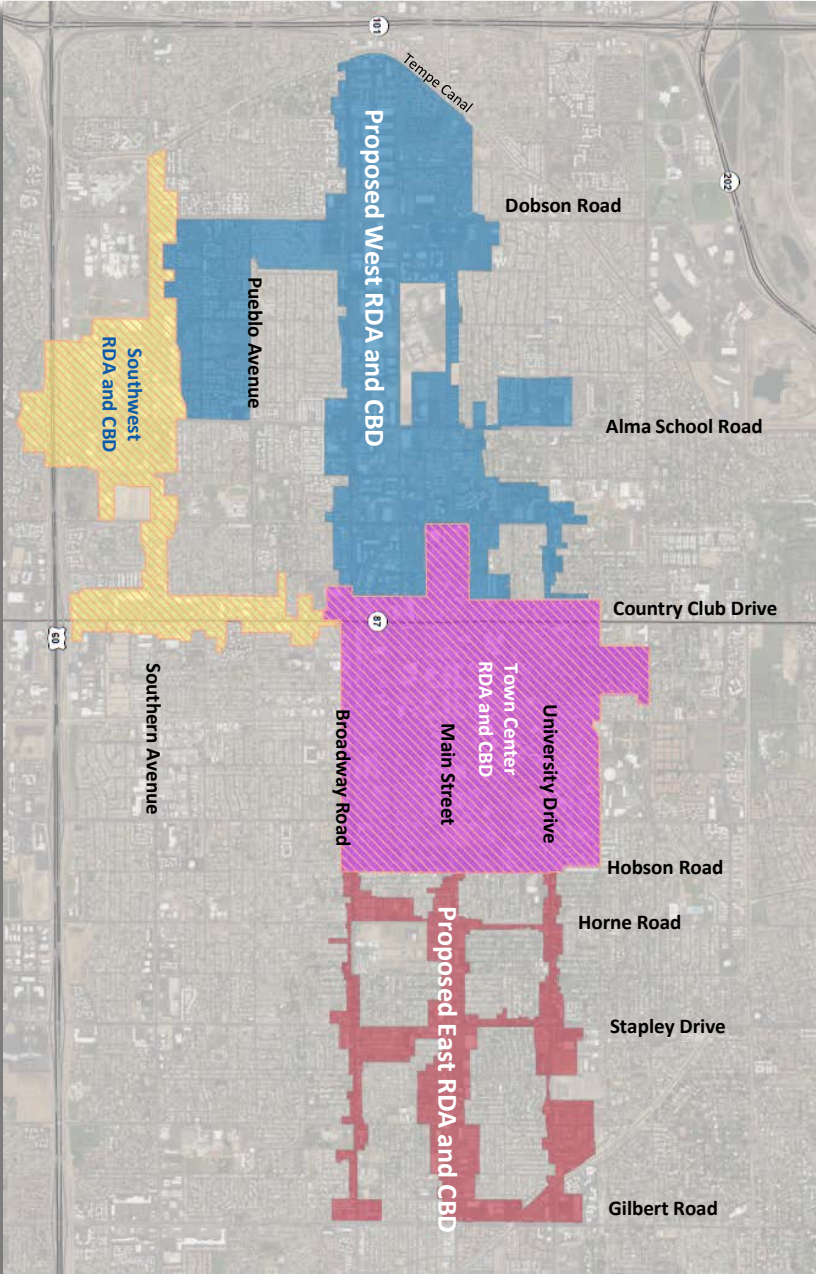 101
Tempe Canal
202
Dobson Road
Proposed West RDA and CBD
Pueblo Avenue
Southwest
RDA and CBD
Alma School Road
Country Club Drive
87
60
Town Center
RDA and CBD
University Drive
Main Street
Broadway Road
Southern Avenue
Hobson Road
Horne Road
Proposed East RDA and CBD
Stapley Drive
Gilbert Road